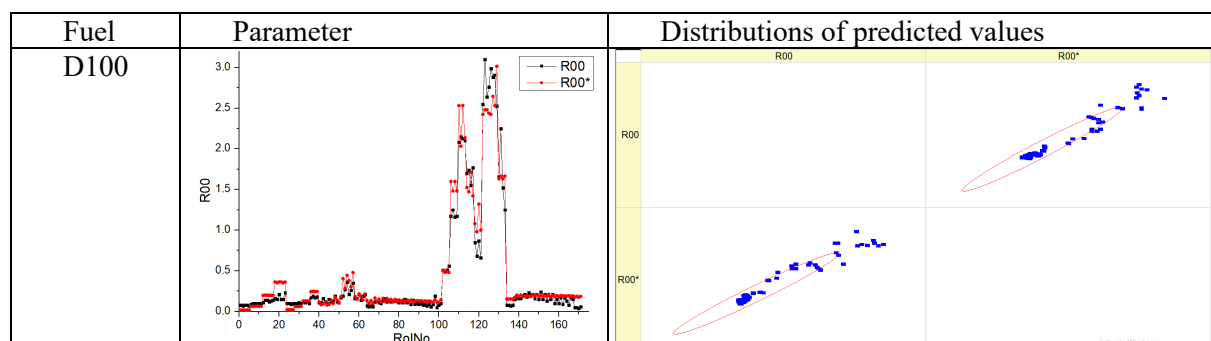 Fuel Parameter Distributions of predicted values
D100
R00
R00*
3.0
2.5
2.0
1.5
1.0
0.5
0.0
R00
0 20 40 60 80 100 120 140 160
RolNo
R00 R00*
R00
R00*